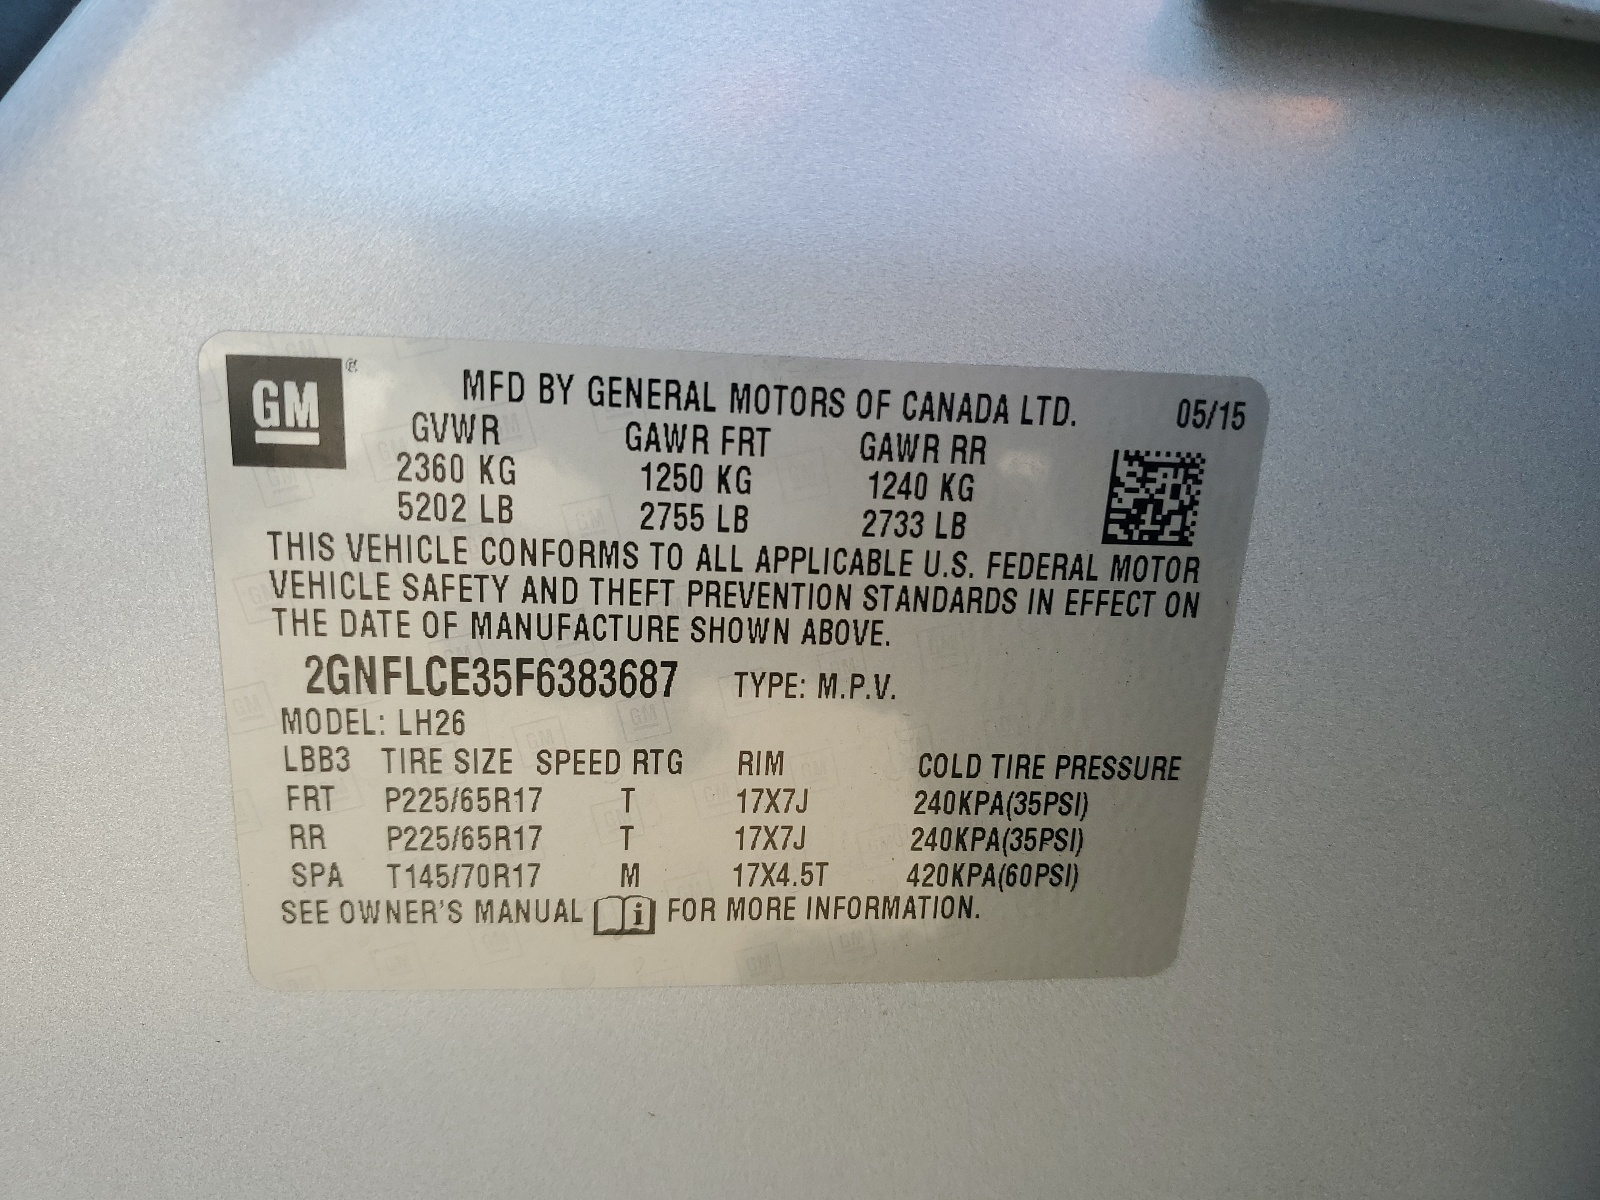 GM®
MFD BY GENERAL MOTORS OF CANADA LTD. 05/15
GVWR GAWR FRT GAWR RR
2360 KG 1250 KG 1240 KG
5202 LB 2755 LB 2733 LB
THIS VEHICLE CONFORMS TO ALL APPLICABLE U.S. FEDERAL MOTOR
VEHICLE SAFETY AND THEFT PREVENTION STANDARDS IN EFFECT ON
THE DATE OF MANUFACTURE SHOWN ABOVE.
2GNFLCE35F6383687 TYPE: M.P.V.
MODEL: LH26
LBB3 TIRE SIZE SPEED RTG RIM COLD TIRE PRESSURE
FRT P225/65R17 T 17X7J 240KPA(35PSI)
RR P225/65R17 T 17X7J 240KPA(35PSI)
SPA T145/70R17 M 17X4.5T 420KPA(60PSI)
SEE OWNER'S MANUAL i FOR MORE INFORMATION.